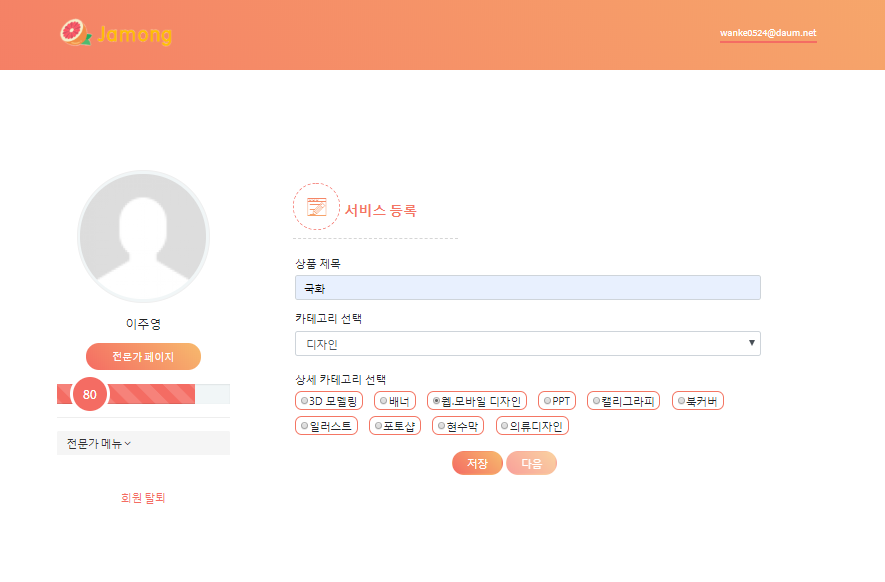 Jamong
wanke0524@daum.net
서비스 등록
상품 제목
국화
카테고리 선택
디자인
상세 카테고리 선택
3D 모델링 배너 웹.모바일 디자인 PPT 캘리그라피 북커버
일러스트 포토샵 현수막 의류디자인
저장 다음
이주영
전문가 페이지
80
전문가 메뉴
회원 탈퇴